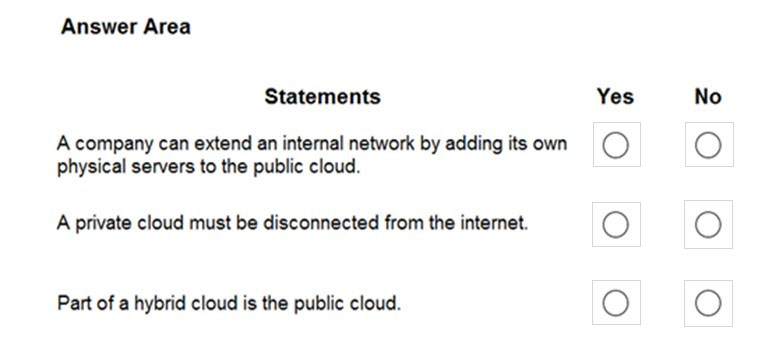 Answer Area
Statements Yes No
A company can extend an internal network by adding its own
physical servers to the public cloud.
A private cloud must be disconnected from the internet.
Part of a hybrid cloud is the public cloud.